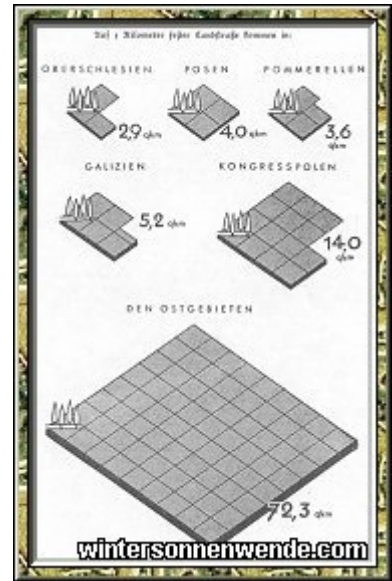 Auf 1 Kilometer fester Landstraße kommen in:
OBERSCHLESIEN POSEN POMMERELLEN
2,9 qkm 4,0 qkm 3,6 qkm
GALIZIEN KONGRESSPOLEN
5,2 qkm 14,0 qkm
DEN OSTGEBIETEN
72,3 qkm
wintersonnenwende.com